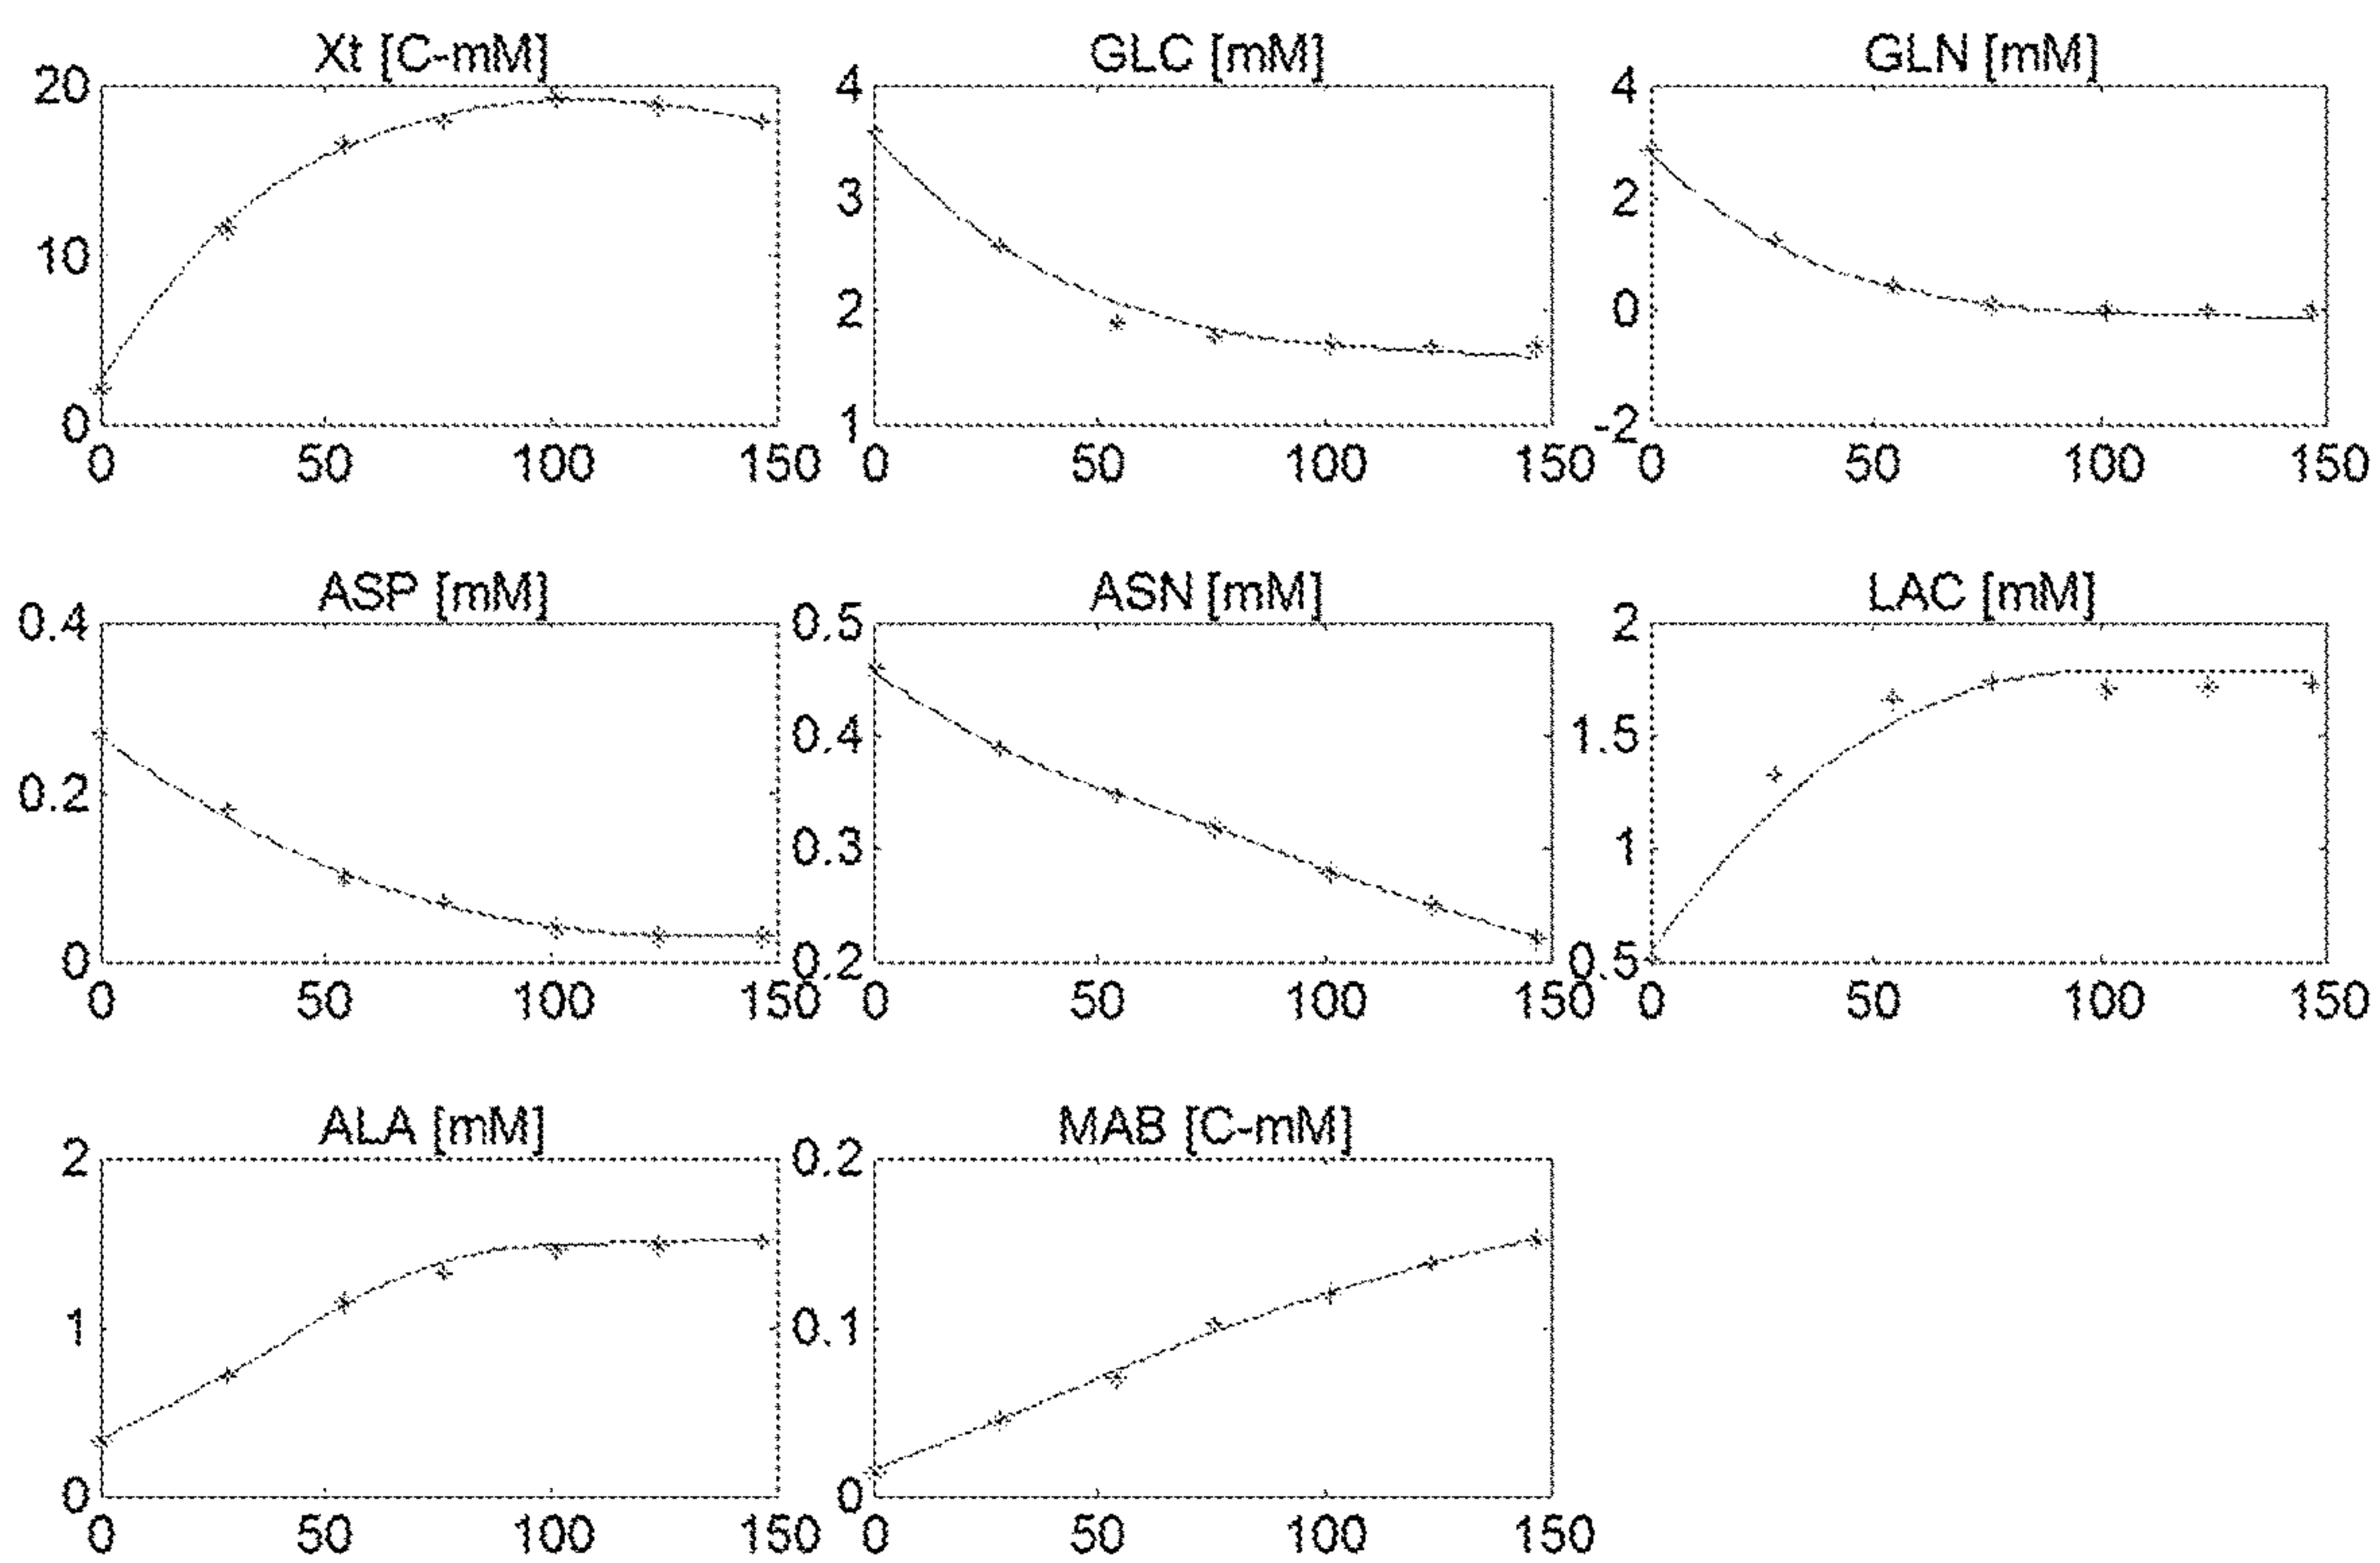 Xt [C-mM] GLC [mM] GLN [mM]
20 4 4
3 2
10
2 0
0 1 -2
0 50 100 150 0 50 100 150 0 50 100 150
ASP [mM] ASN [mM] LAC [mM]
0.4 0.5 2
0.4 1.5
0.2
0.3 1
0 0.2 0.5
0 50 100 150 0 50 100 150 0 50 100 150
ALA [mM] MAB [C-mM]
2 0.2
1 0.1
0 0
0 50 100 150 0 50 100 150